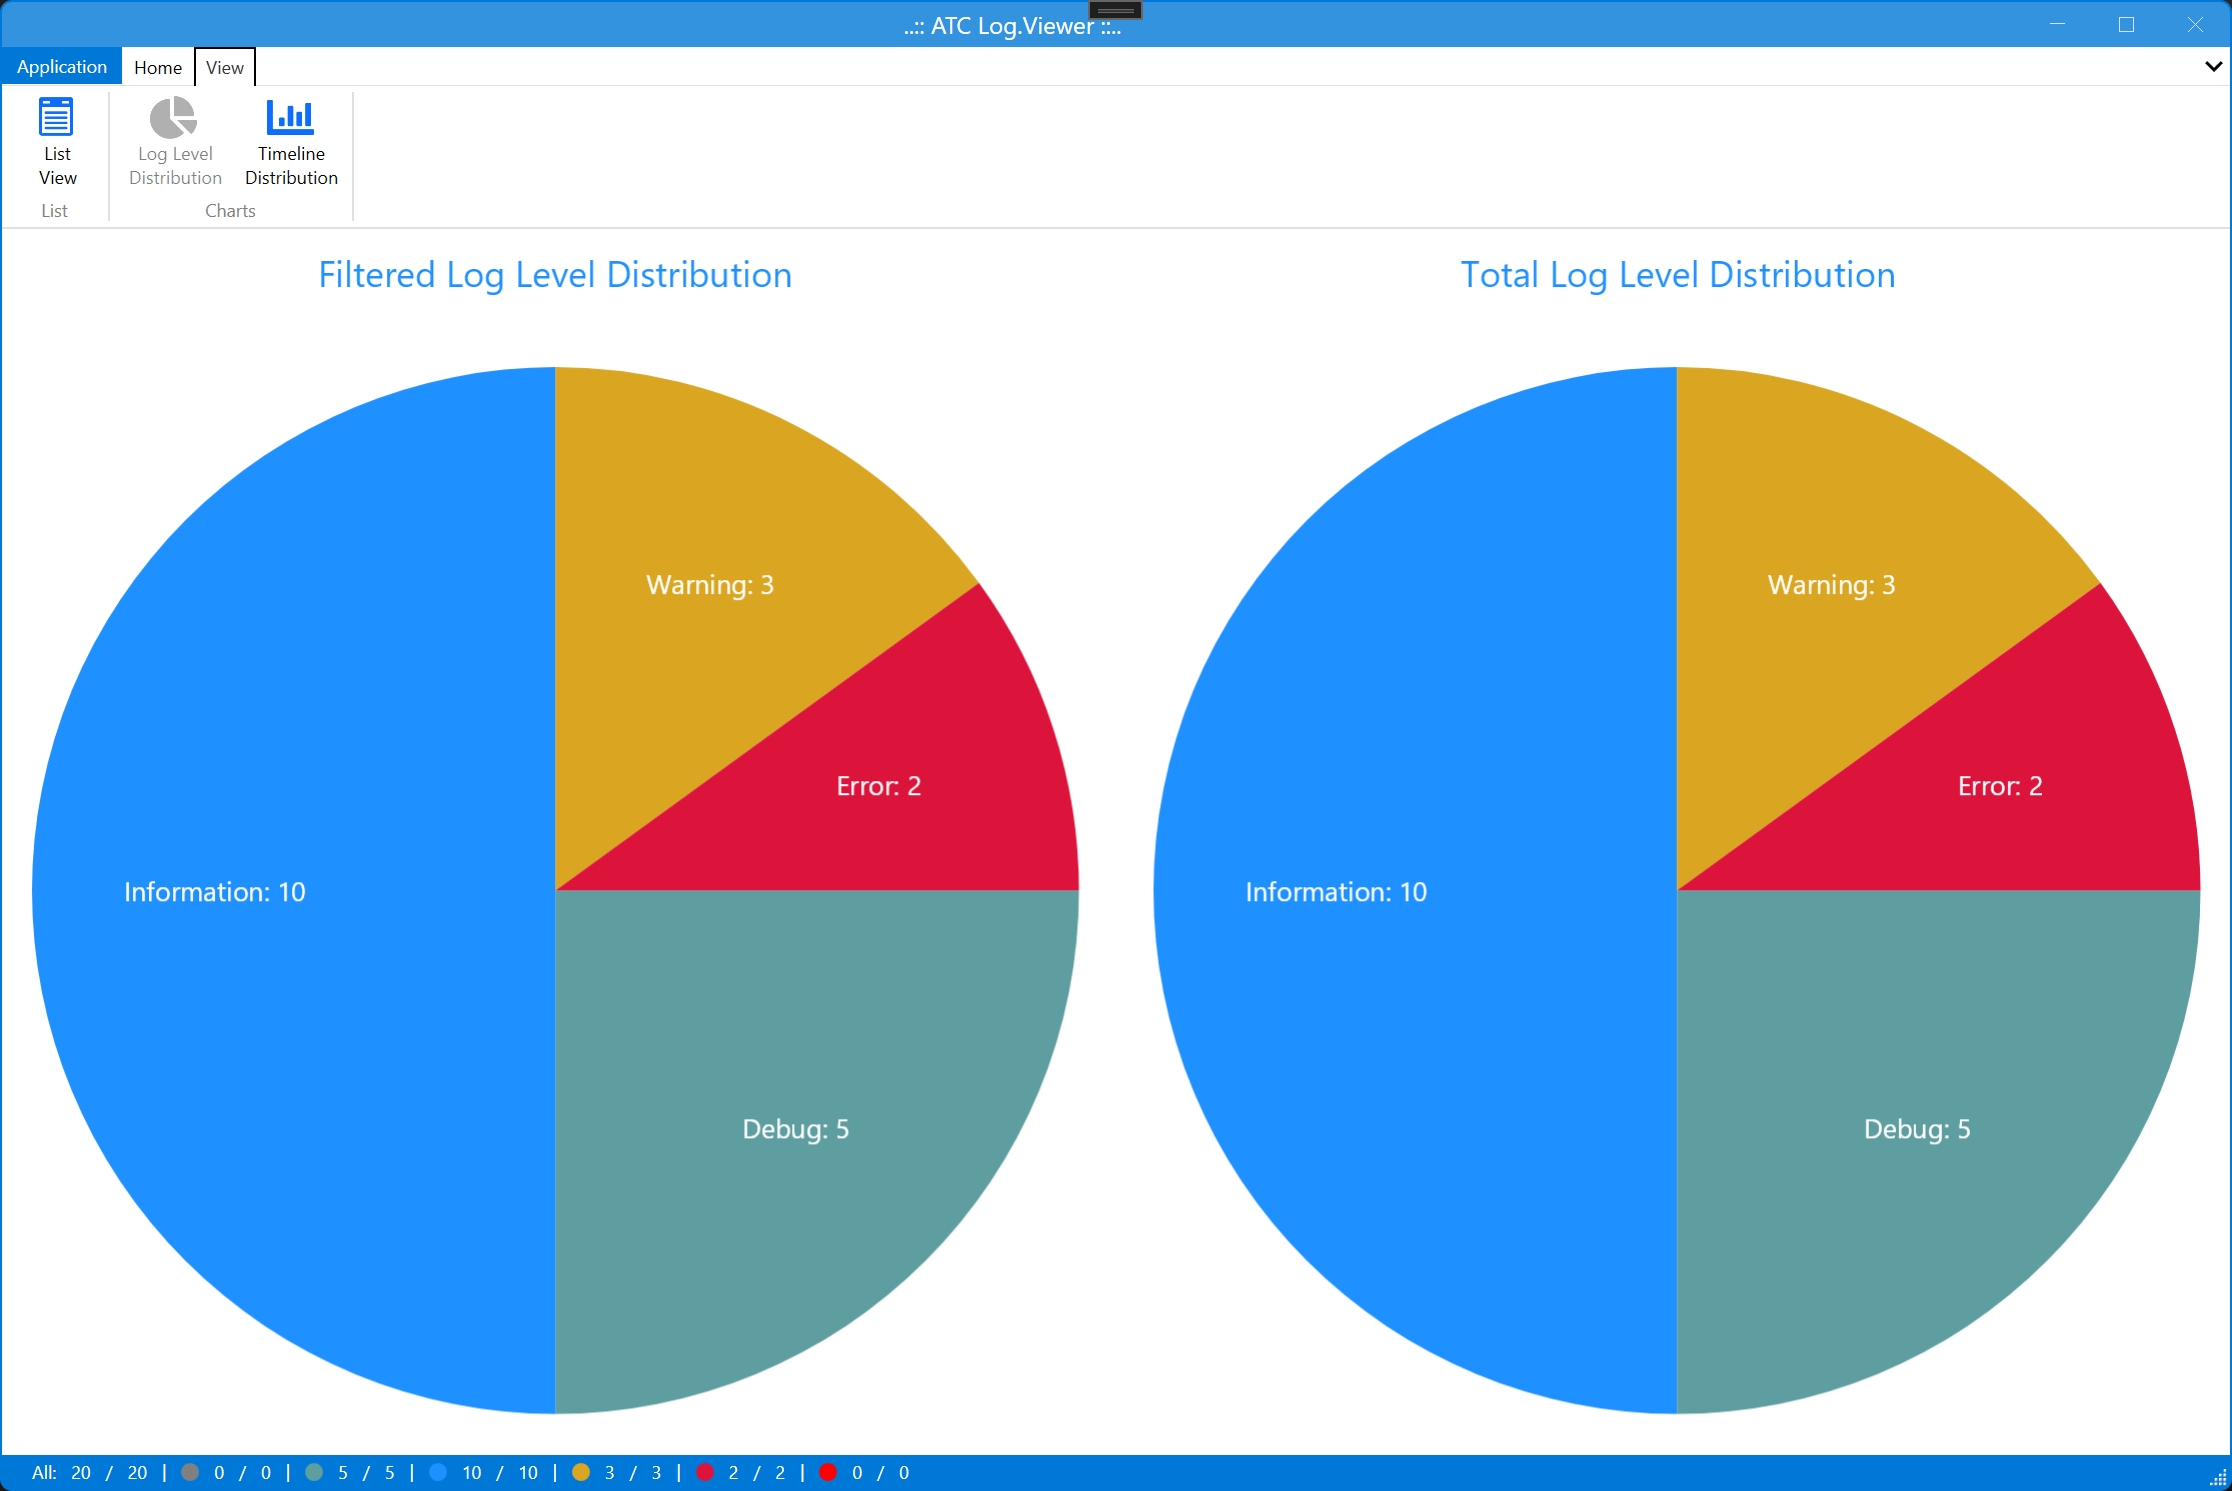 ..:: ATC Log.Viewer ::..
Application Home View
List View
Log Level Distribution
Timeline Distribution
List
Charts
Filtered Log Level Distribution
Total Log Level Distribution
Warning: 3
Error: 2
Information: 10
Debug: 5
Warning: 3
Error: 2
Information: 10
Debug: 5
All: 20 / 20 | 0 / 0 | 5 / 5 | 10 / 10 | 3 / 3 | 2 / 2 | 0 / 0